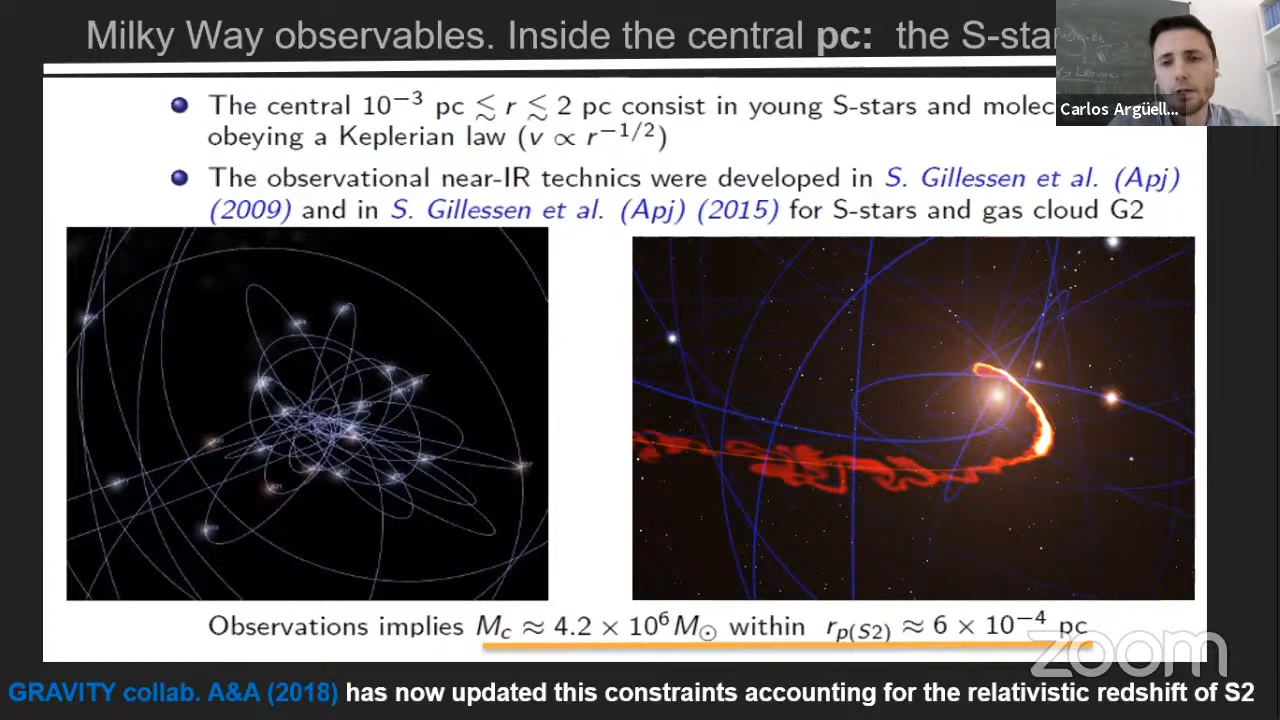 Milky Way observables. Inside the central pc: the S-sta
Carlos Argüell...
The central 10⁻³ pc ≲ r ≲ 2 pc consist in young S-stars and molec
obeying a Keplerian law (v ∝ r⁻¹/²)
The observational near-IR technics were developed in S. Gillessen et al. (Apj)
(2009) and in S. Gillessen et al. (Apj) (2015) for S-stars and gas cloud G2
Observations implies M_c ≈ 4.2 × 10⁶ M_⊙ within r_p(S2) ≈ 6 × 10⁻⁴ pc
zoom
GRAVITY collab. A&A (2018) has now updated this constraints accounting for the relativistic redshift of S2